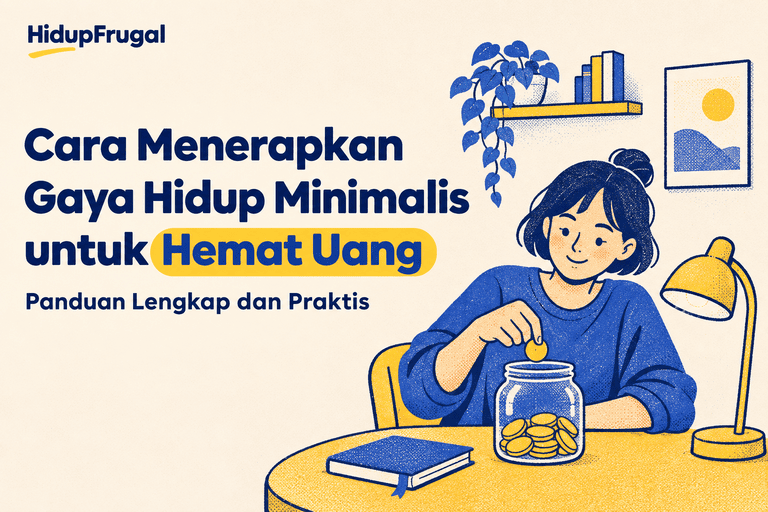 HidupFrugal
Cara Menerapkan
Gaya Hidup Minimalis
untuk Hemat Uang
Panduan Lengkap dan Praktis